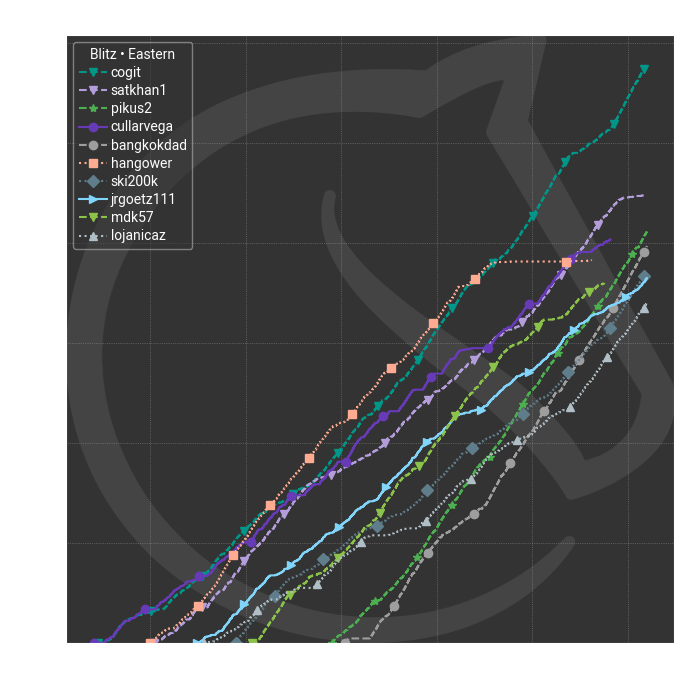 Blitz • Eastern
cogit
satkhan1
pikus2
cullarvega
bangkokdad
hangower
ski200k
jrgoetz111
mdk57
lojanicaz